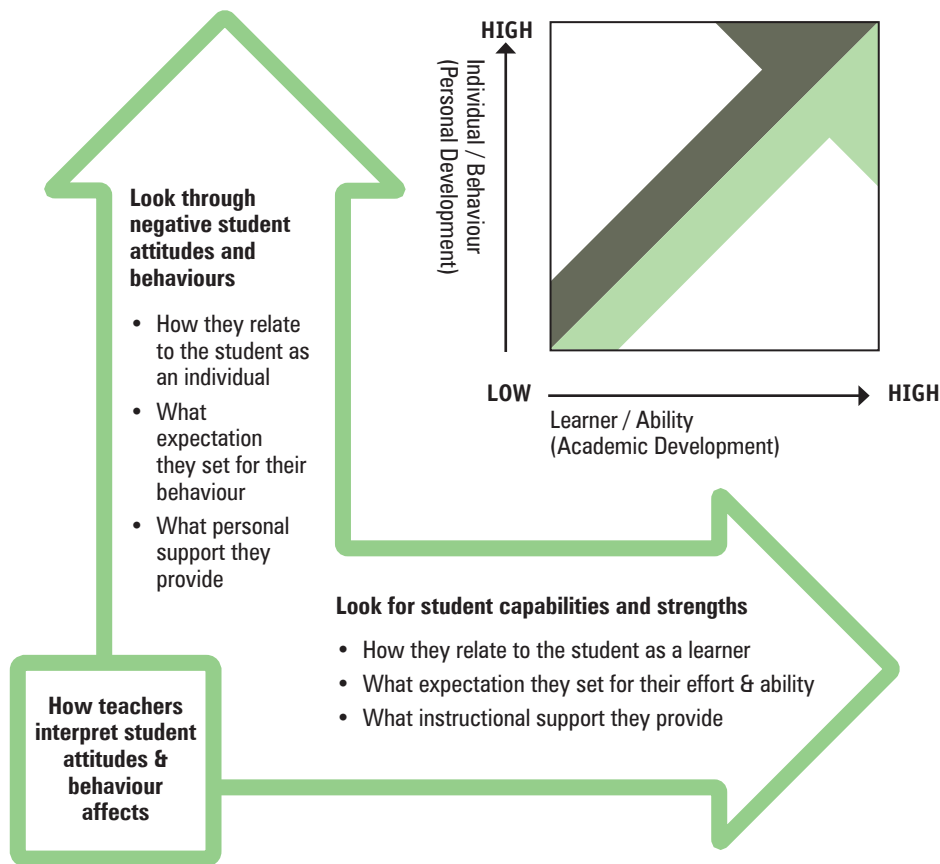 HIGH
Individual / Behaviour
(Personal Development)
LOW
HIGH
Learner / Ability
(Academic Development)
Look through
negative student
attitudes and
behaviours
• How they relate
to the student as
an individual
• What
expectation
they set for their
behaviour
• What personal
support they
provide
Look for student capabilities and strengths
• How they relate to the student as a learner
• What expectation they set for their effort & ability
• What instructional support they provide
How teachers
interpret student
attitudes &
behaviour
affects